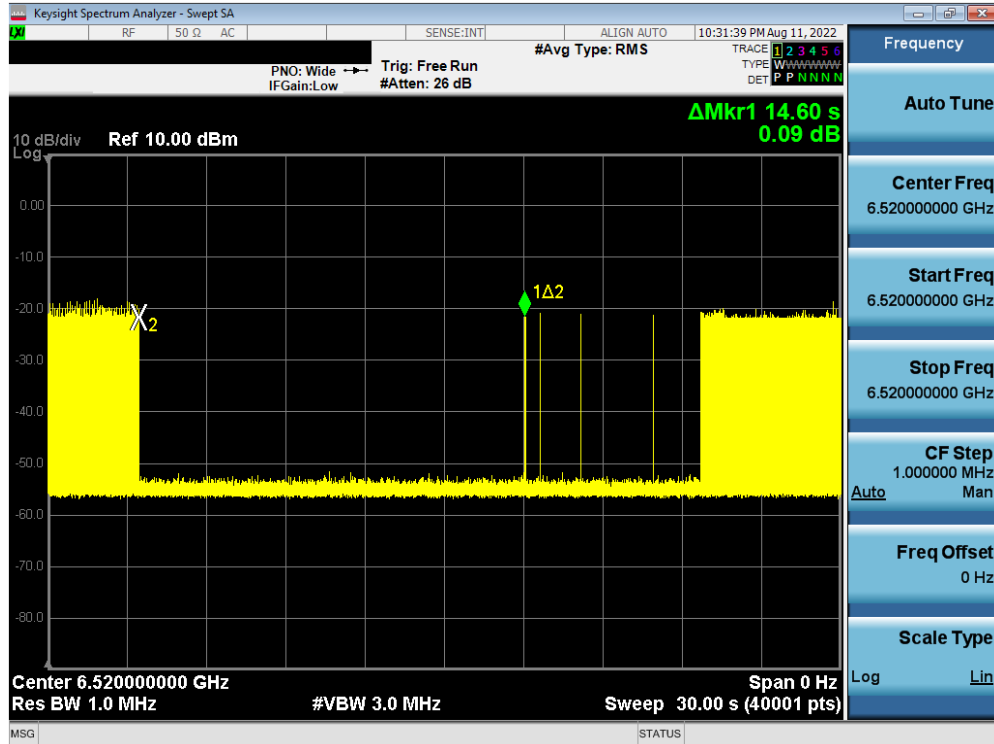 Keysight Spectrum Analyzer - Swept SA
LXI RF 50 Ω AC SENSE:INT ALIGN AUTO 10:31:39 PM Aug 11, 2022
#Avg Type: RMS
TRACE 1 2 3 4 5 6
TYPE WWWWWWW
DET P P N N N N
PNO: Wide
IFGain:Low
Trig: Free Run
#Atten: 26 dB
ΔMkr1 14.60 s
0.09 dB
10 dB/div
Log
Ref 10.00 dBm
0.00
-10.0
-20.0
-30.0
-40.0
-50.0
-60.0
-70.0
-80.0
X2
1Δ2
Center 6.520000000 GHz
Span 0 Hz
Res BW 1.0 MHz
#VBW 3.0 MHz
Sweep 30.00 s (40001 pts)
MSG
STATUS
Frequency
Auto Tune
Center Freq
6.520000000 GHz
Start Freq
6.520000000 GHz
Stop Freq
6.520000000 GHz
CF Step
1.000000 MHz
Auto Man
Freq Offset
0 Hz
Scale Type
Log Lin